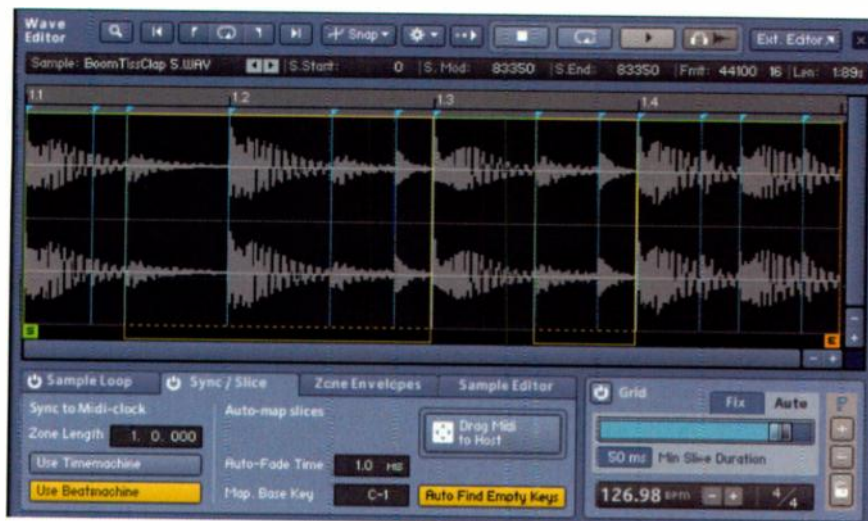 Wave Editor
Snap
Ext. Editor
Sample: BoomTissClap S.WAV S.Start: 0 S. Mod: 83350 S.End: 83350 Fmt: 44100 16 Len: 1:89s
1.1 1.2 1.3 1.4
S E
Sample Loop Sync / Slice Zone Envelopes Sample Editor
Sync to Midi-clock
Zone Length 1. 0. 000
Use Timemachine
Use Beatmachine
Auto-map slices
Drag Midi to Host
Auto-Fade Time 1.0 ms
Map. Base Key C-1
Auto Find Empty Keys
Grid Fix Auto
50 ms Min Slice Duration
126.98 BPM 4/4